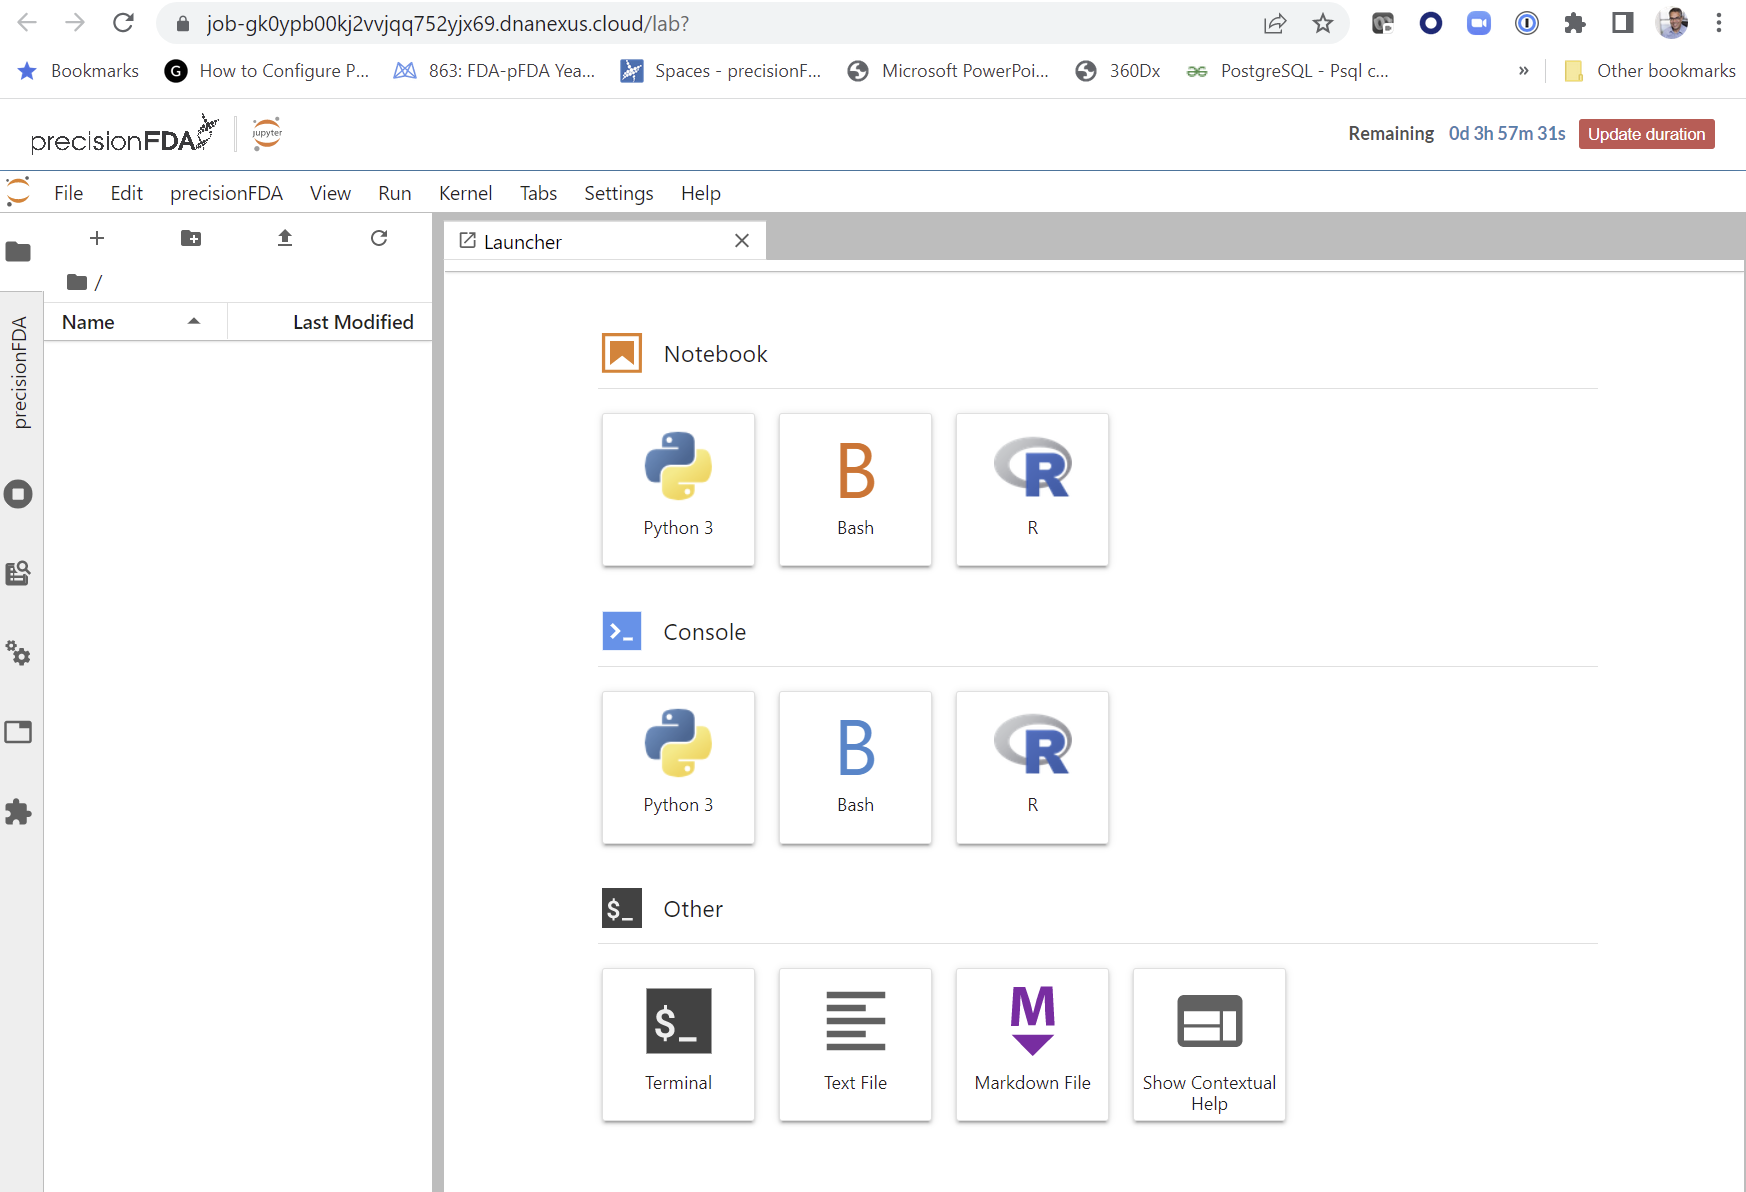 job-gk0ypb00kj2vvjqq752yjx69.dnanexus.cloud/lab?
Bookmarks
G How to Configure P...
863: FDA-pFDA Yea...
Spaces - precisionF...
Microsoft PowerPoi...
360Dx
PostgreSQL - Psql c...
»
Other bookmarks
precisionFDA
jupyter
Remaining 0d 3h 57m 31s Update duration
File Edit precisionFDA View Run Kernel Tabs Settings Help
Launcher
/
Name Last Modified
precisionFDA
Notebook
B R
Python 3 Bash R
>_ Console
B R
Python 3 Bash R
$_ Other
$_ M
Terminal Text File Markdown File Show Contextual
Help